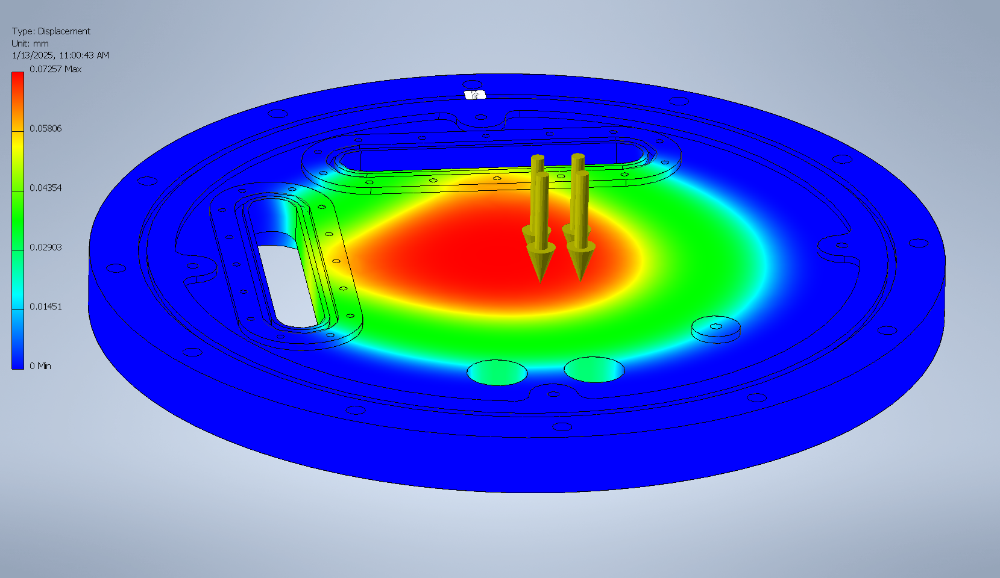 Type: Displacement
Unit: mm
1/13/2025, 11:00:43 AM
0.07257 Max
0.05806
0.04354
0.02903
0.01451
0 Min